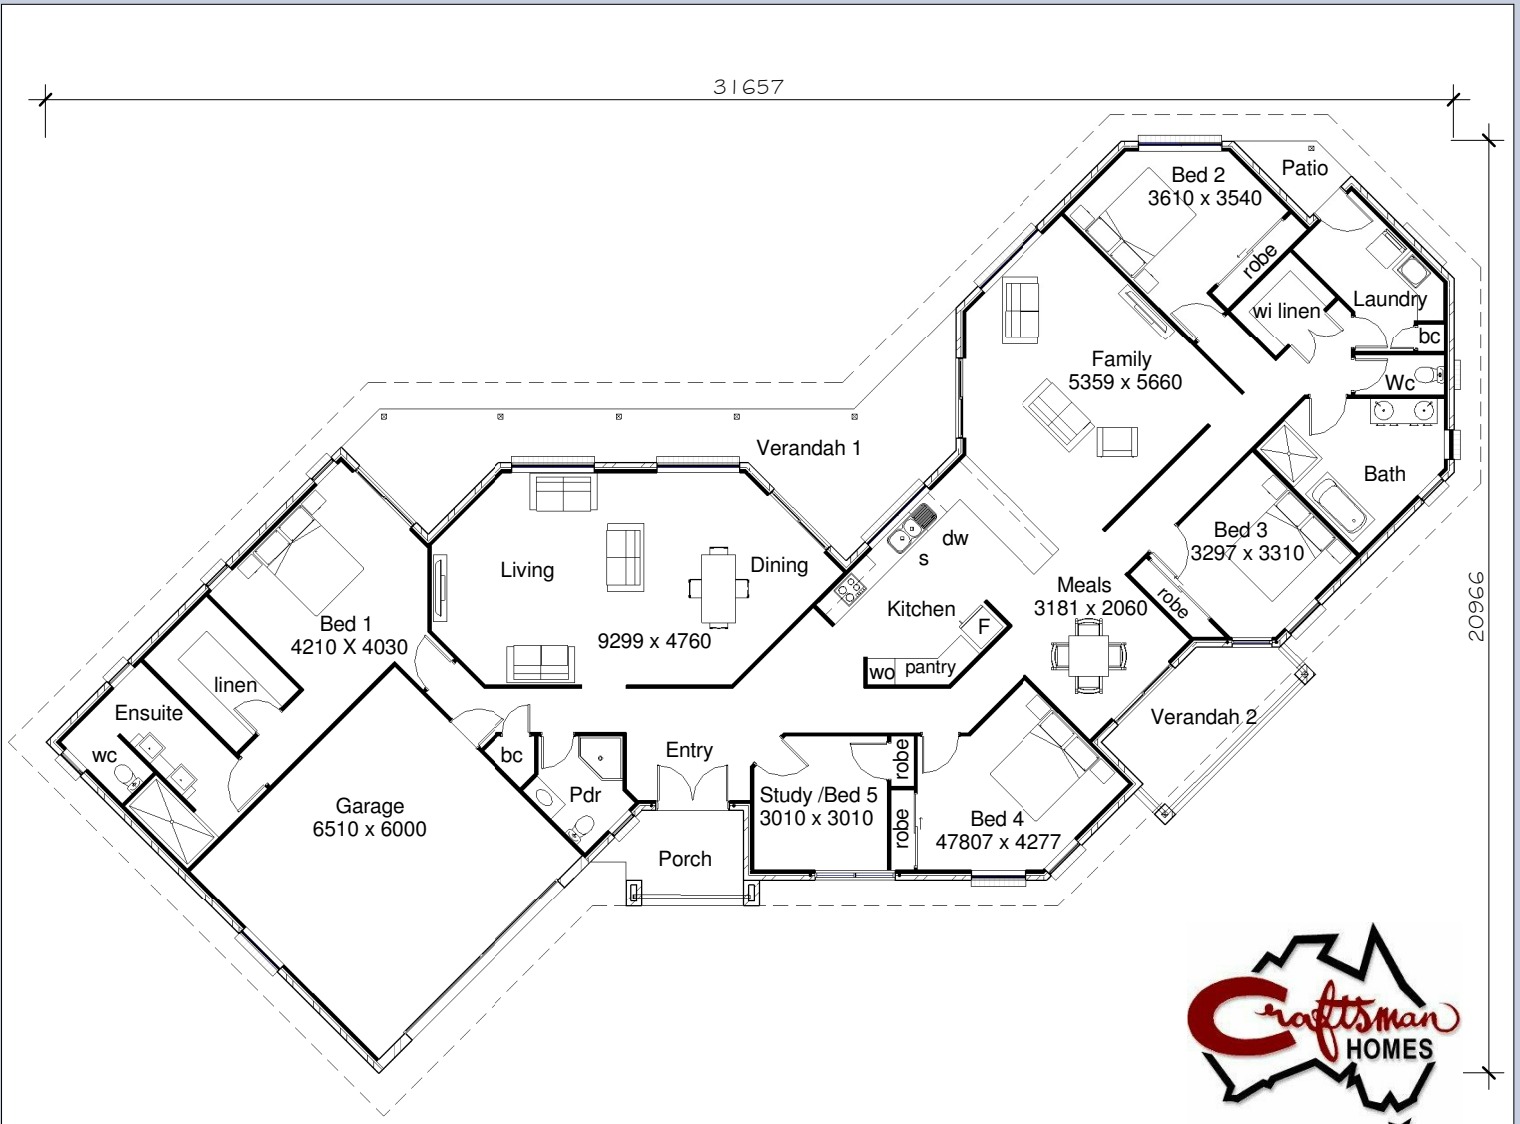 31657
Bed 2
3610 x 3540
Patio
robe
wi linen
Laundry
bc
Wc
Family
5359 x 5660
Verandah 1
Bath
Bed 3
3297 x 3310
robe
dw
s
Living
Dining
9299 x 4760
Kitchen
Meals
3181 x 2060
F
wo
pantry
20966
Bed 1
4210 X 4030
linen
Ensuite
wc
Verandah 2
bc
Entry
Pdr
robe
Study /Bed 5
3010 x 3010
robe
Bed 4
47807 x 4277
Garage
6510 x 6000
Porch
Craftsman
HOMES